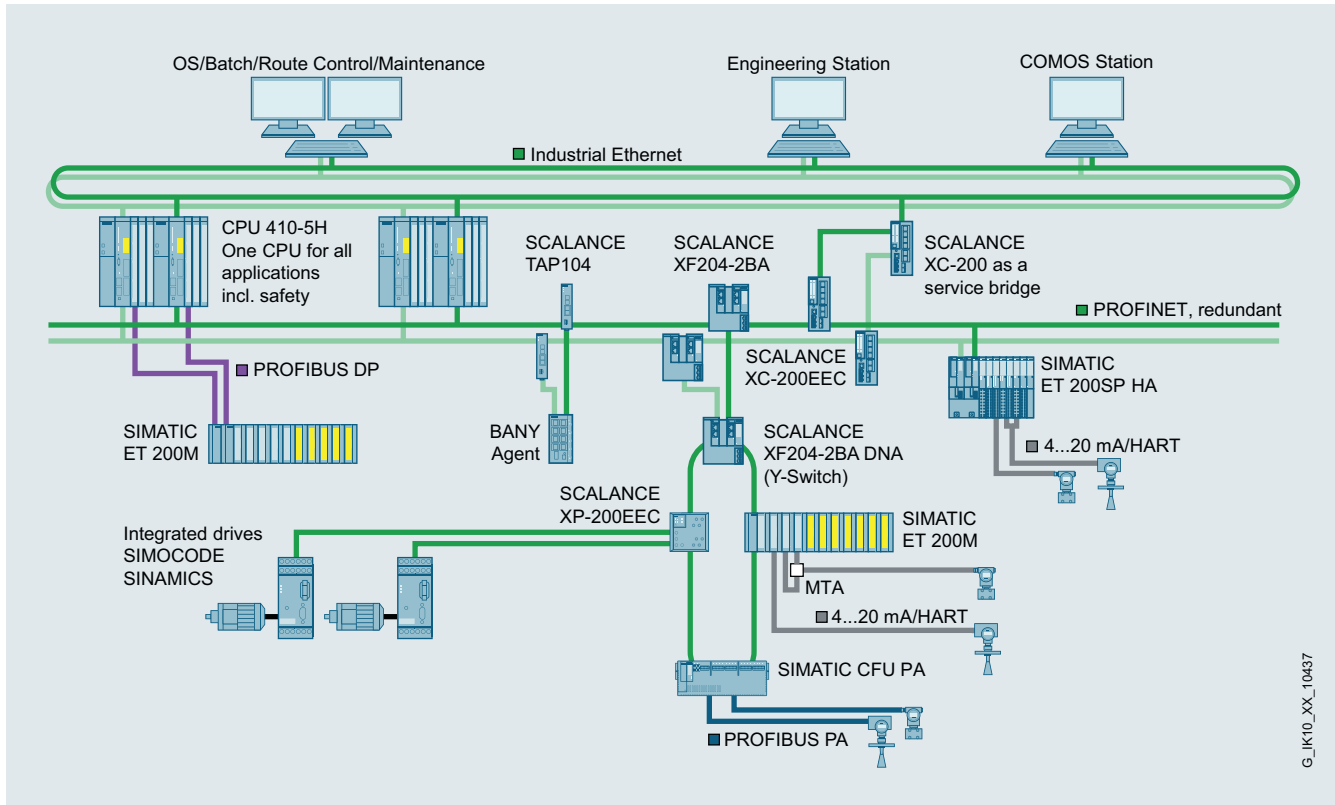 OS/Batch/Route Control/Maintenance
Engineering Station
COMOS Station
Industrial Ethernet
CPU 410-5H
One CPU for all
applications
incl. safety
SCALANCE
TAP104
SCALANCE
XF204-2BA
SCALANCE
XC-200 as a
service bridge
PROFINET, redundant
PROFIBUS DP
SCALANCE
XC-200EEC
SIMATIC
ET 200SP HA
SIMATIC
ET 200M
BANY
Agent
SCALANCE
XF204-2BA DNA
(Y-Switch)
4...20 mA/HART
SCALANCE
XP-200EEC
SIMATIC
ET 200M
Integrated drives
SIMOCODE
SINAMICS
MTA
4...20 mA/HART
SIMATIC CFU PA
PROFIBUS PA
G_IK10_XX_10437